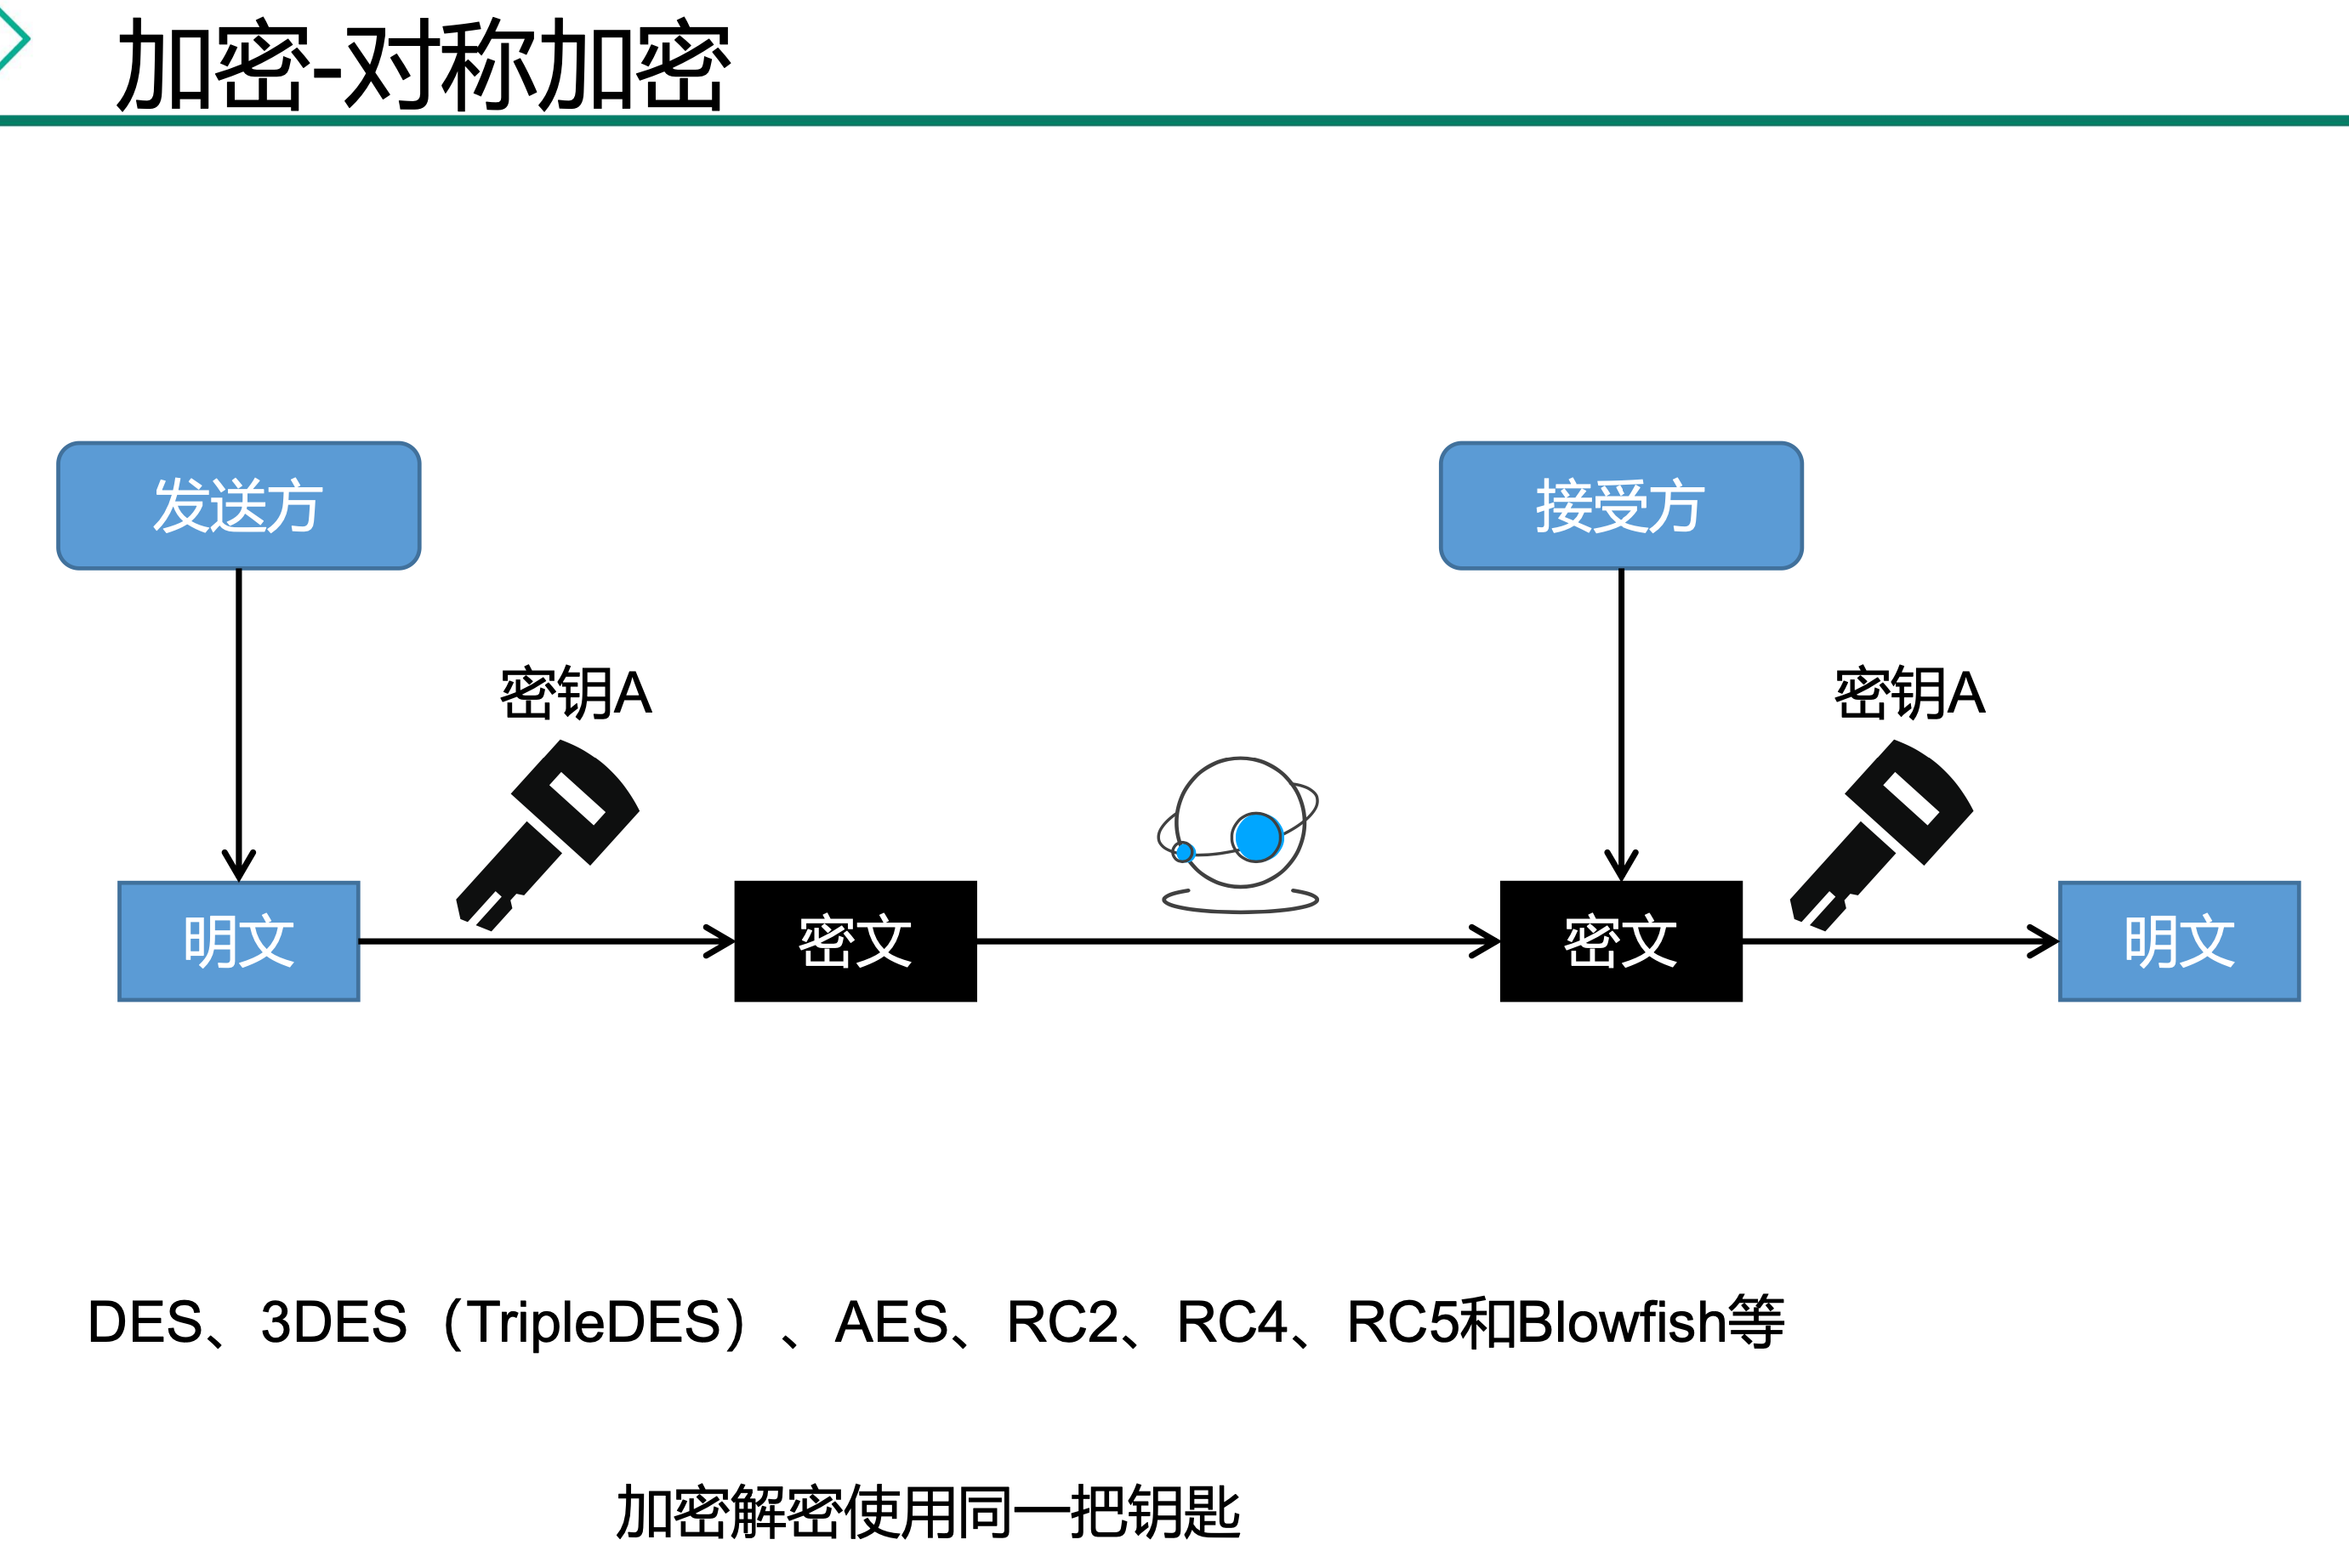 加密-对称加密
发送方
接受方
密钥A
密钥A
明文
密文
密文
明文
DES、 3DES（TripleDES）、 AES、 RC2、 RC4、 RC5和Blowfish等
加密解密使用同一把钥匙